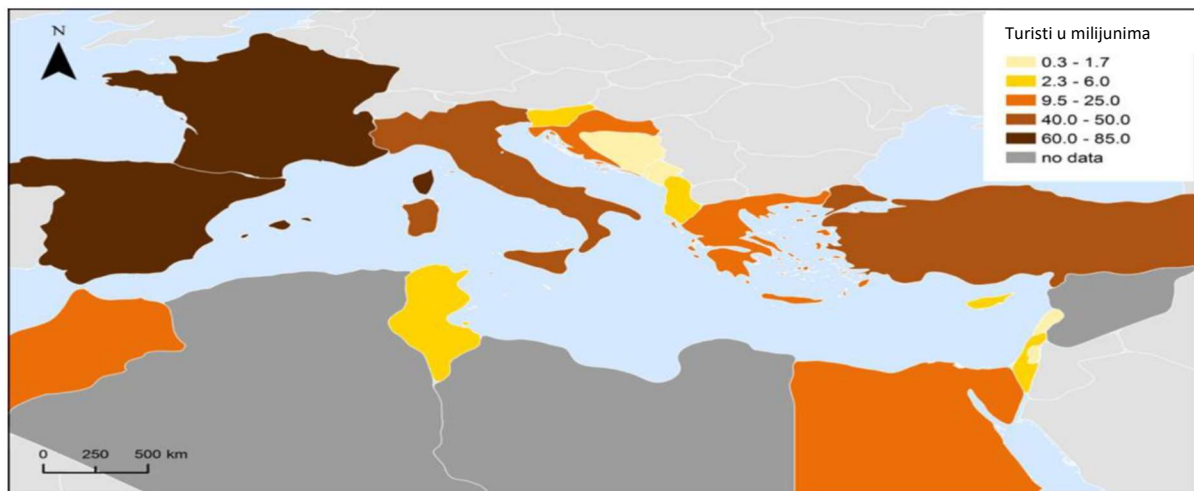 N
Turisti u milijunima
0.3 - 1.7
2.3 - 6.0
9.5 - 25.0
40.0 - 50.0
60.0 - 85.0
no data
0 250 500 km